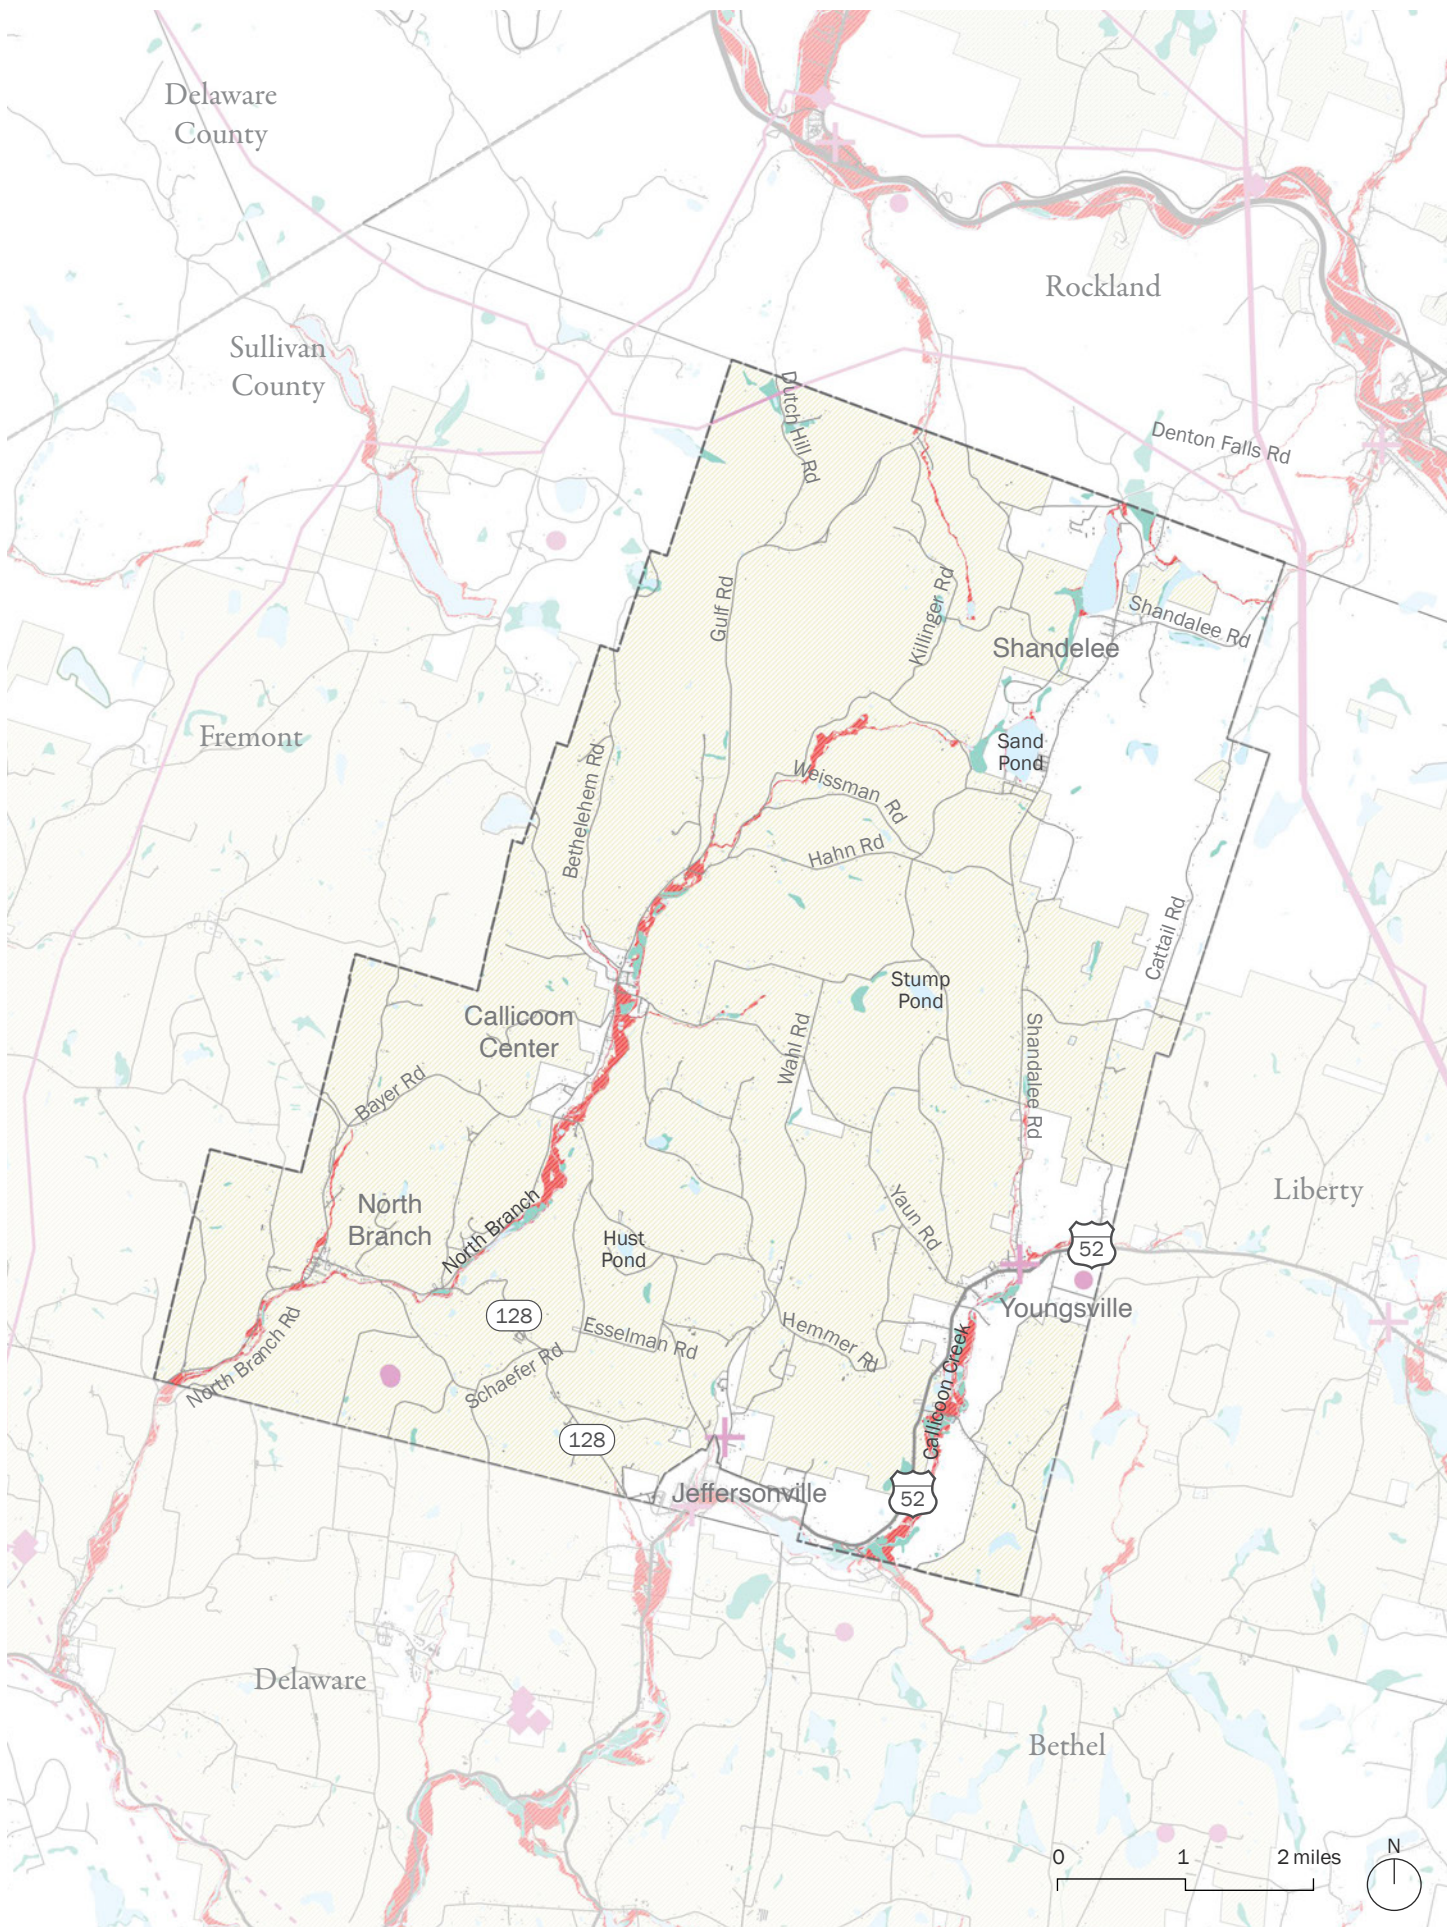 Delaware
County
Rockland
Sullivan
County
Dutch Hill Rd
Denton Falls Rd
Gulf Rd
Killinger Rd
Shandalee Rd
Shandelee
Fremont
Sand
Pond
Bethelehem Rd
Weissman Rd
Hahn Rd
Cattail Rd
Stump
Pond
Callicoon
Center
Wahl Rd
Shandalee Rd
Bayer Rd
North
Branch
North Branch
Yaun Rd
Liberty
Hust
Pond
52
Youngsville
128
North Branch Rd
Esselman Rd
Hemmer Rd
Schaefer Rd
Callicoon Creek
128
Jeffersonville
52
Delaware
Bethel
0 1 2 miles
N